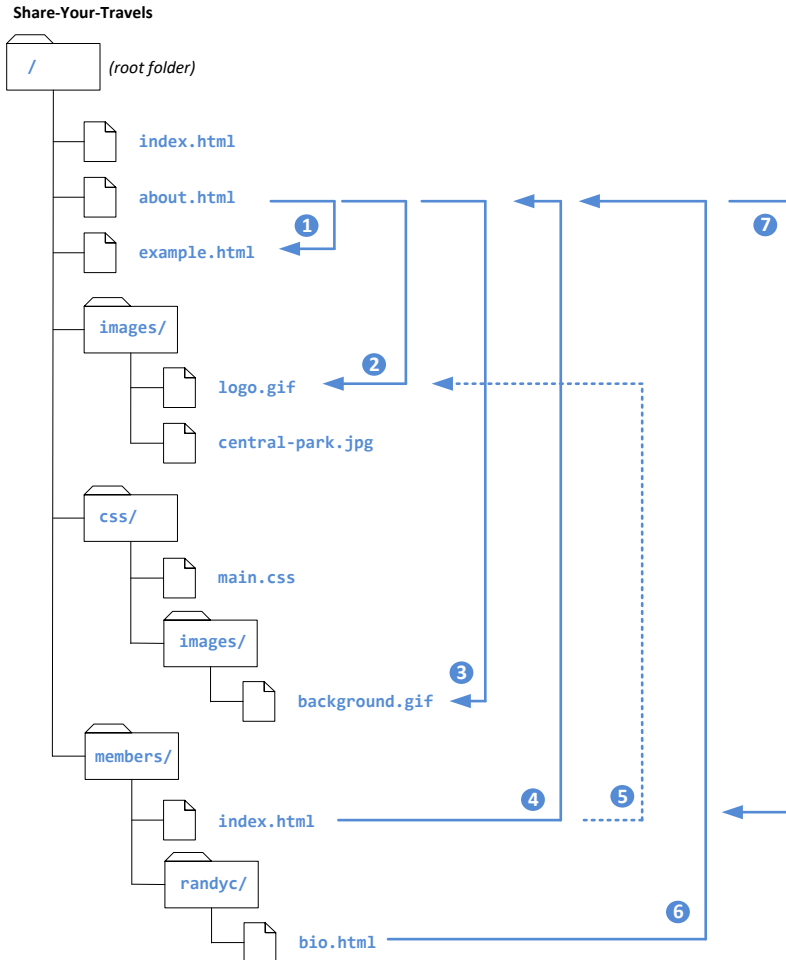 Share-Your-Travels
/ (root folder)
index.html
about.html
1
7
example.html
images/
2
logo.gif
central-park.jpg
css/
main.css
images/
3
background.gif
members/
4
5
index.html
randyc/
6
bio.html